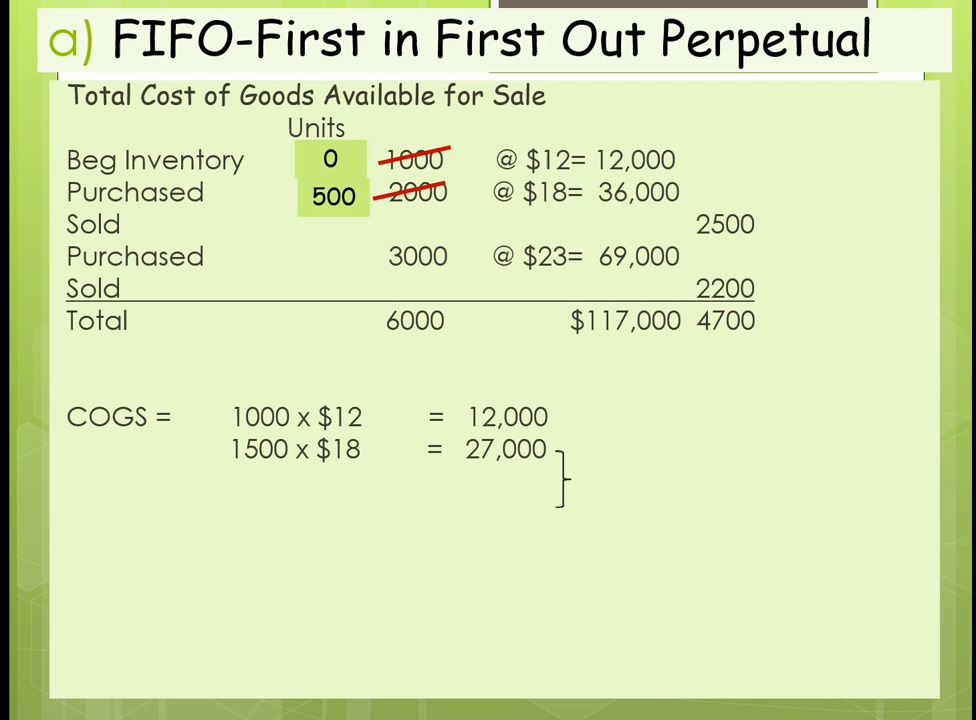 a) FIFO-First in First Out Perpetual
Total Cost of Goods Available for Sale
Units
Beg Inventory 0 1000 @ $12= 12,000
Purchased 500 2000 @ $18= 36,000
Sold 2500
Purchased 3000 @ $23= 69,000
Sold 2200
Total 6000 $117,000 4700
COGS = 1000 x $12 = 12,000
1500 x $18 = 27,000